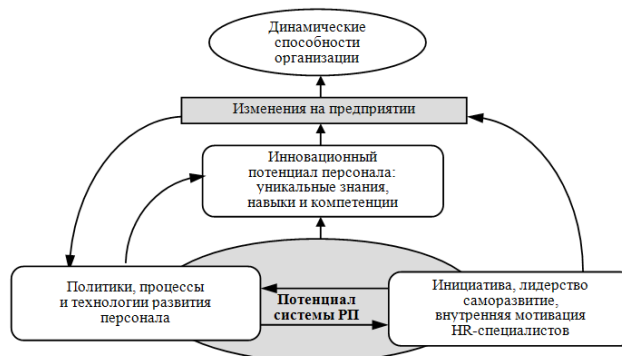 Динамические
способности
организации
Изменения на предприятии
Инновационный
потенциал персонала:
уникальные знания,
навыки и компетенции
Политики, процессы
и технологии развития
персонала
Потенциал
системы РП
Инициатива, лидерство
саморазвитие,
внутренняя мотивация
HR-специалистов